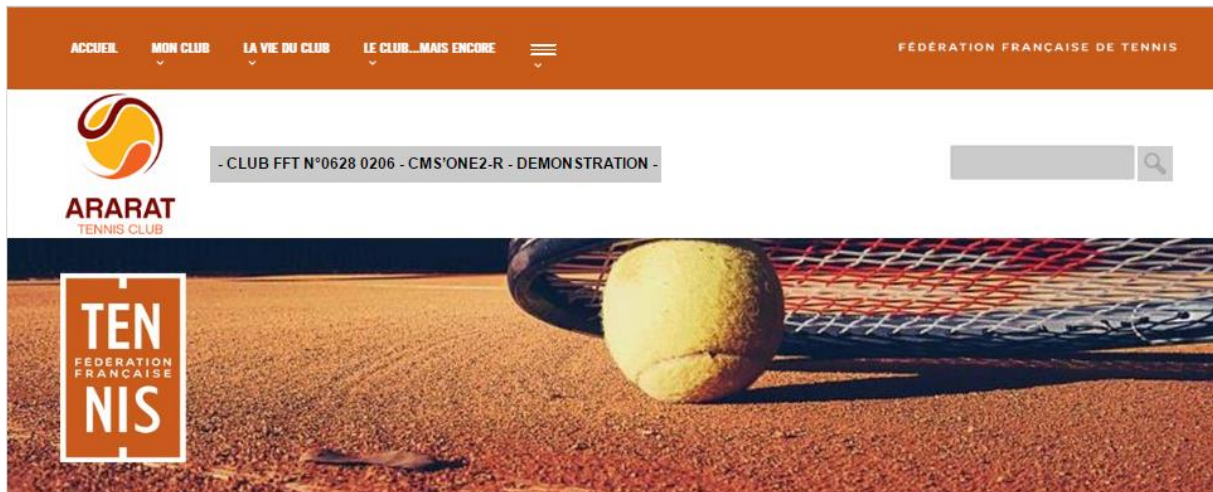 ACCUEIL MON CLUB LA VIE DU CLUB LE CLUB...MAIS ENCORE FÉDÉRATION FRANÇAISE DE TENNIS
- CLUB FFT N°0628 0206 - CMS'ONE2-R - DEMONSTRATION -
ARARAT
TENNIS CLUB
TEN
FÉDÉRATION
FRANÇAISE
NIS